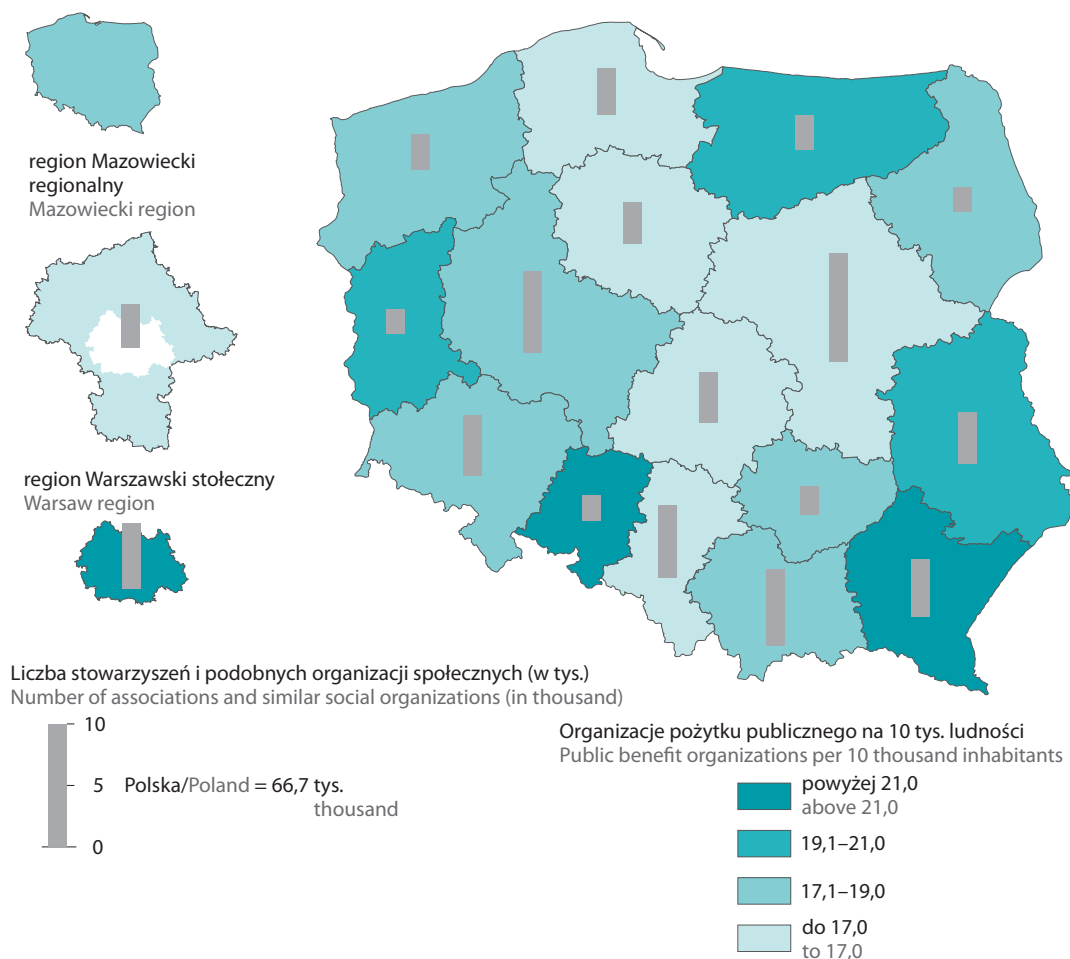 region Mazowiecki
regionalny
Mazowiecki region
region Warszawski stołeczny
Warsaw region
Liczba stowarzyszeń i podobnych organizacji społecznych (w tys.)
Number of associations and similar social organizations (in thousand)
10
5
0
Polska/Poland = 66,7 tys.
thousand
Organizacje pożytku publicznego na 10 tys. ludności
Public benefit organizations per 10 thousand inhabitants
powyżej 21,0
above 21,0
19,1–21,0
17,1–19,0
do 17,0
to 17,0